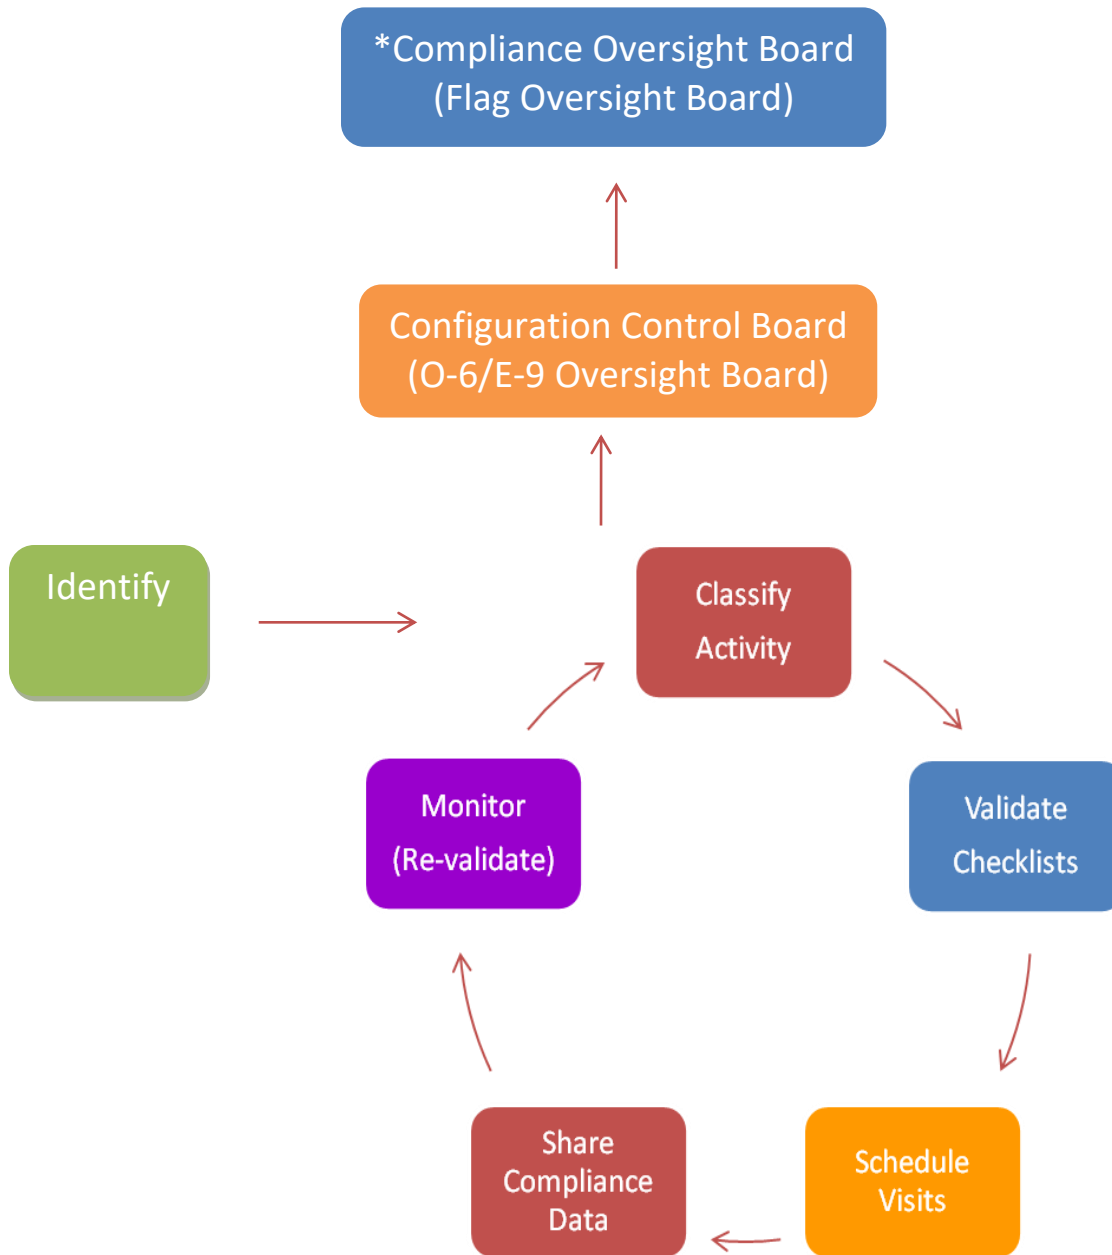 *Compliance Oversight Board
(Flag Oversight Board)
Configuration Control Board
(O-6/E-9 Oversight Board)
Identify
Classify
Activity
Monitor
(Re-validate)
Validate
Checklists
Share
Compliance
Data
Schedule
Visits